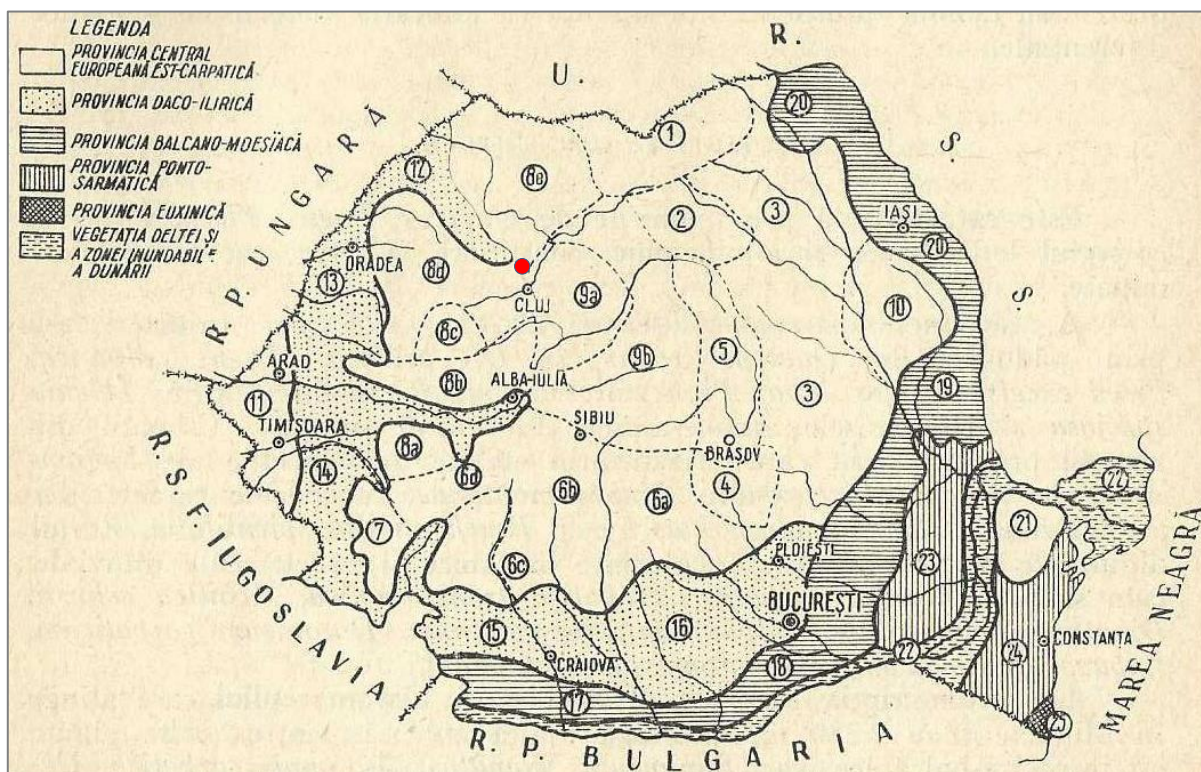 LEGENDA
PROVINCIA CENTRAL
EUROPEANĂ EST-CARPATICĂ
PROVINCIA DACO-ILIRICĂ
PROVINCIA BALCANO-MOESIACĂ
PROVINCIA PONTO-
SARMATICĂ
PROVINCIA EUXINICĂ
VEGETAȚIA DELTEI ȘI
A ZONEI INUNDABILE
A DUNĂRII
U. R. S. S.
R. P. UNGARĂ
RSF IUGOSLAVIA
R. P. BULGARIA
MAREA NEAGRĂ
20
1
12
8e
2
3
IAȘI
20
ORADEA
8d
13
CLUJ
9a
10
8c
9b
5
ARAD
8b
ALBA-IULIA
3
19
11
TIMIȘOARA
SIBIU
BRAȘOV
22
14
8a
6d
6b
6a
4
21
7
PLOIEȘTI
6c
23
BUCUREȘTI
15
16
CONSTANȚA
22
24
CRAIOVA
18
17